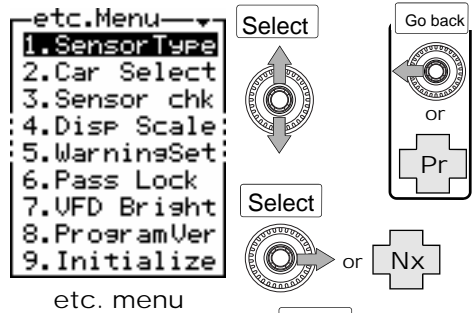 etc.Menu
1.SensorType
2.Car Select
3.Sensor chk
4.Disp Scale
5.WarningSet
6.Pass Lock
7.VFD Bright
8.ProgramVer
9.Initialize
etc. menu
Select
Select
or
Nx
Go back
or
Pr